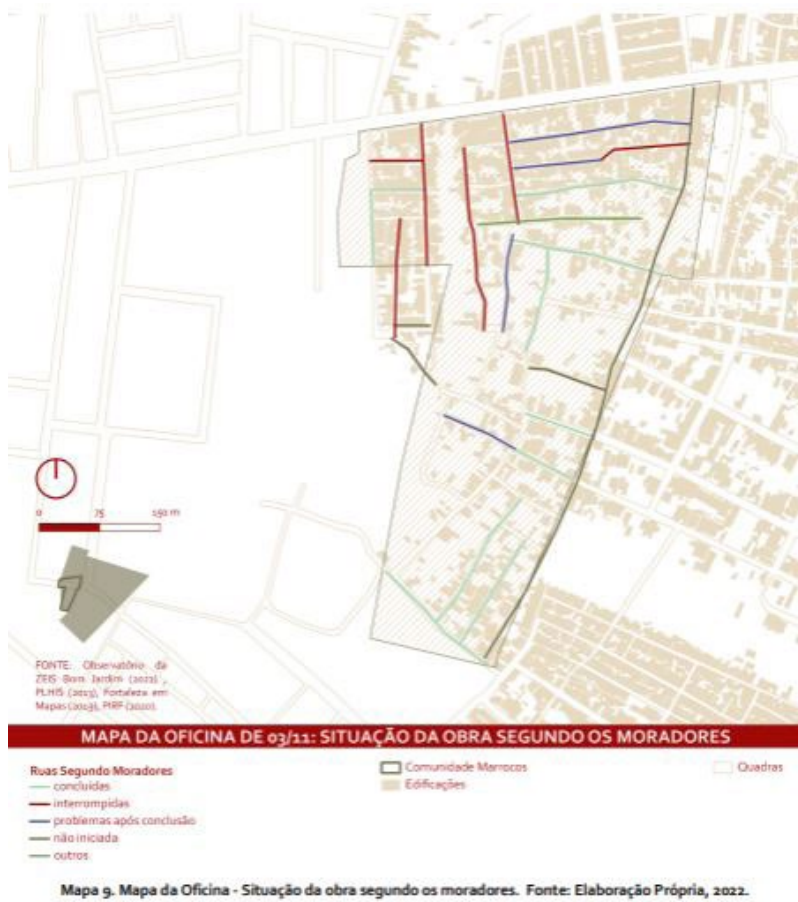 0 75 150 m
FONTE: Observatório da
ZEIS Bom Jardim (2022) ,
PLHIS (2013), Fortaleza em
Mapas (2019), PIRF (2020).
MAPA DA OFICINA DE 03/11: SITUAÇÃO DA OBRA SEGUNDO OS MORADORES
Ruas Segundo Moradores
concluídas
interrompidas
problemas após conclusão
não iniciada
outros
Comunidade Marrocos
Edificações
Quadras
Mapa 9. Mapa da Oficina - Situação da obra segundo os moradores. Fonte: Elaboração Própria, 2022.